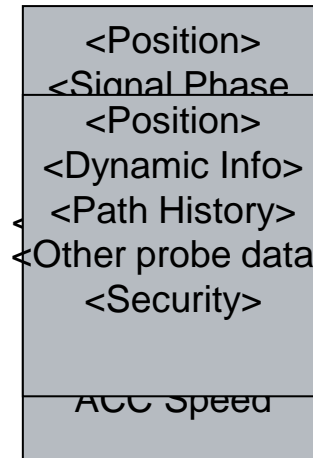 <Position>
<Signal Phase
<Position>
<Dynamic Info>
<Path History>
<Other probe data
<Security>
ACC Speed